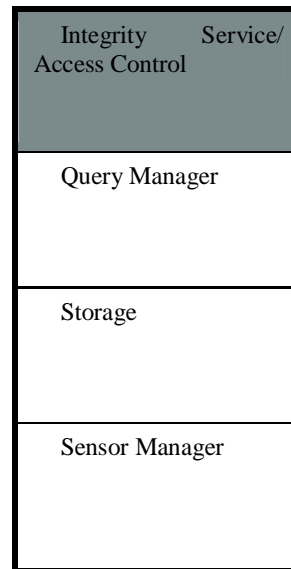 Integrity Service/
Access Control
Query Manager
Storage
Sensor Manager